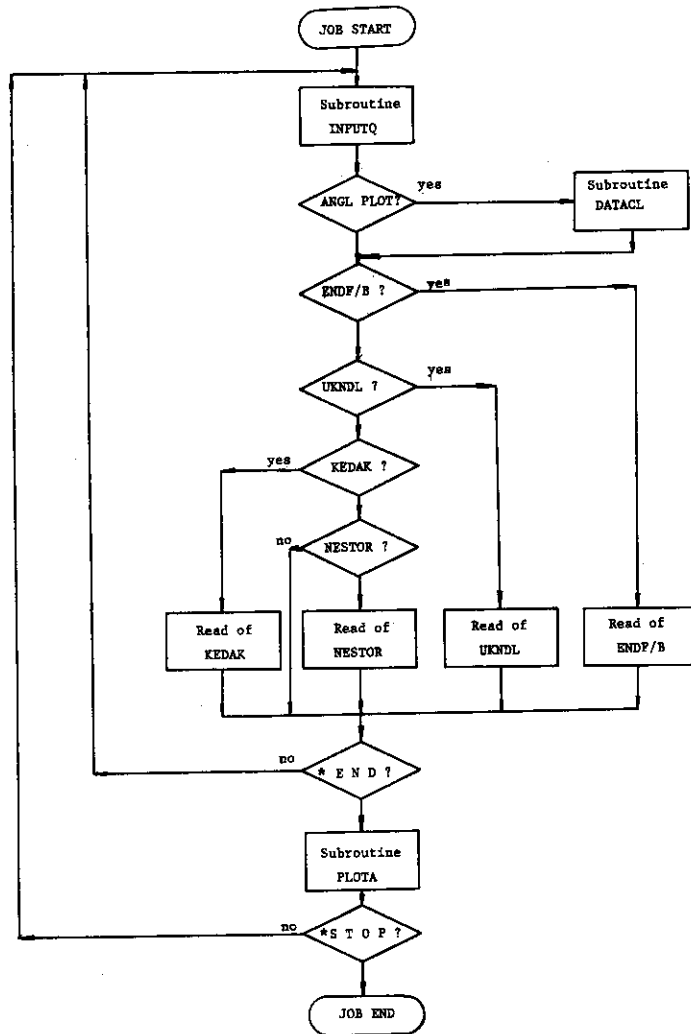 JOB START
Subroutine
INFUTQ
ANGL PLOT?
yes
Subroutine
DATACL
ENDF/B ?
yes
UKNDL ?
yes
yes
KEDAK ?
no
NESTOR ?
Read of
KEDAK
Read of
NESTOR
Read of
UKNDL
Read of
ENDF/B
no
* E N D ?
Subroutine
PLOTA
no
*S T O P ?
JOB END